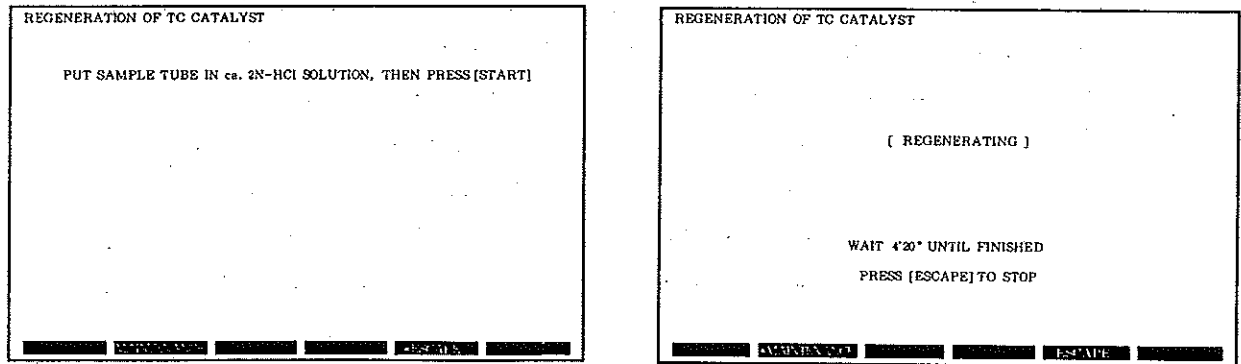 REGENERATION OF TC CATALYST
PUT SAMPLE TUBE IN ca. 2N-HCl SOLUTION, THEN PRESS [START]
ESCAPE
REGENERATION OF TC CATALYST
[ REGENERATING ]
WAIT 4'20" UNTIL FINISHED
PRESS [ESCAPE] TO STOP
ESCAPE